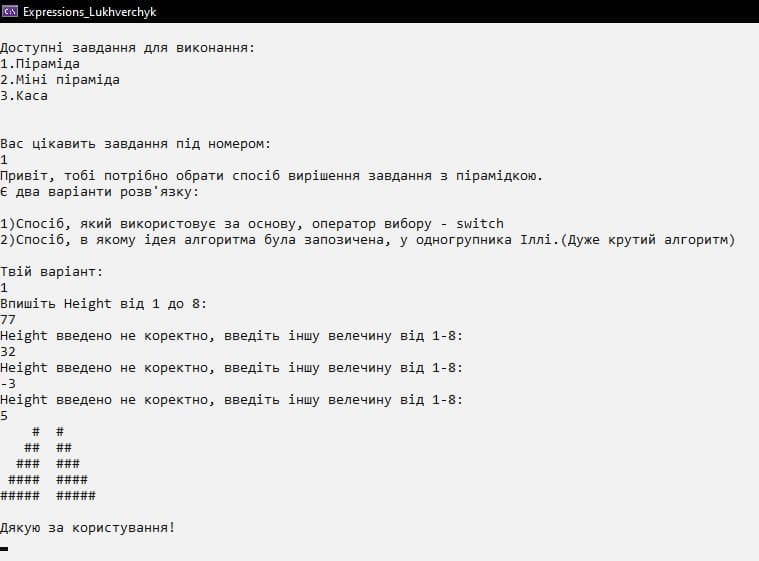 Expressions_Lukhverchyk
Доступні завдання для виконання:
1.Піраміда
2.Міні піраміда
3.Каса
Вас цікавить завдання під номером:
1
Привіт, тобі потрібно обрати спосіб вирішення завдання з пірамідкою.
Є два варіанти розв'язку:
1)Спосіб, який використовує за основу, оператор вибору - switch
2)Спосіб, в якому ідея алгоритма була запозичена, у одногрупника Іллі.(Дуже крутий алгоритм)
Твій варіант:
1
Впишіть Height від 1 до 8:
77
Height введено не коректно, введіть іншу велечину від 1-8:
32
Height введено не коректно, введіть іншу велечину від 1-8:
-3
Height введено не коректно, введіть іншу велечину від 1-8:
5
    #  #
   ##  ##
  ###  ###
 ####  ####
#####  #####
Дякую за користування!